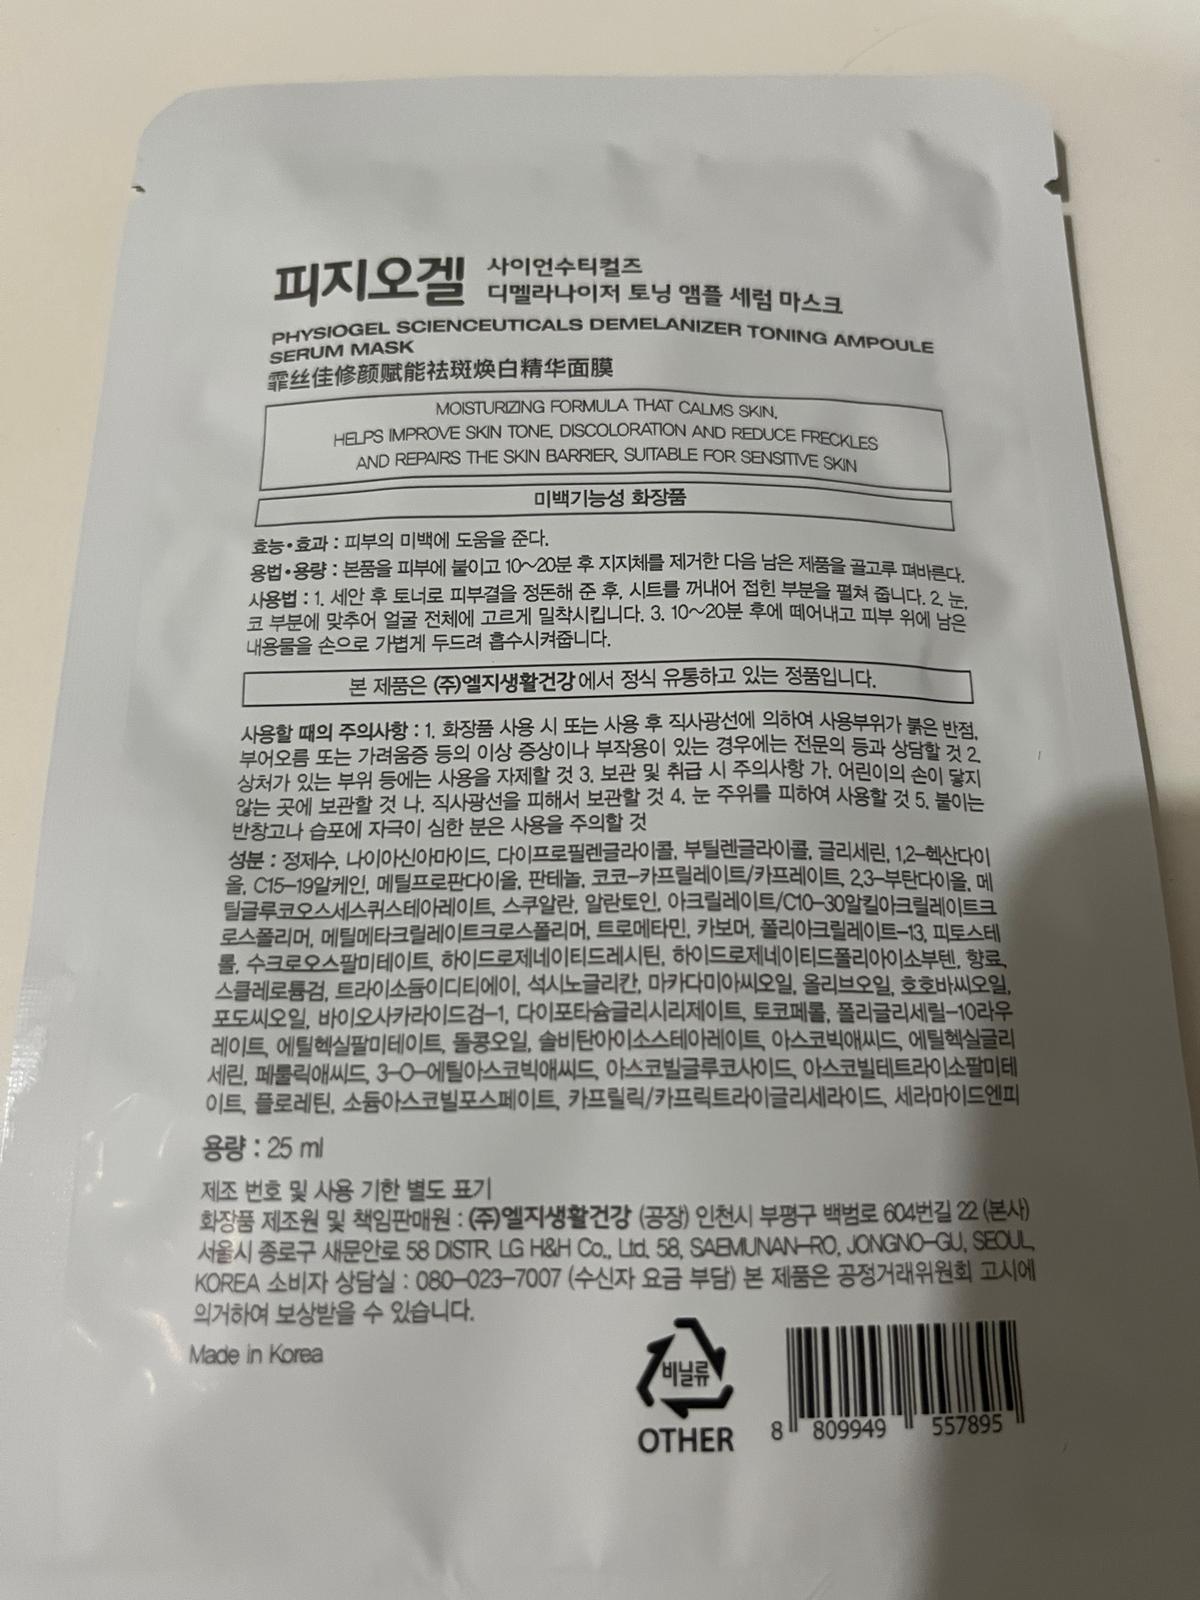 피지오겔 사이언수티컬즈
디멜라나이저 토닝 앰플 세럼 마스크
PHYSIOGEL SCIENCEUTICALS DEMELANIZER TONING AMPOULE
SERUM MASK
霏丝佳修颜赋能祛斑焕白精华面膜
MOISTURIZING FORMULA THAT CALMS SKIN,
HELPS IMPROVE SKIN TONE, DISCOLORATION AND REDUCE FRECKLES
AND REPAIRS THE SKIN BARRIER, SUITABLE FOR SENSITIVE SKIN
미백기능성 화장품
효능•효과 : 피부의 미백에 도움을 준다.
용법•용량 : 본품을 피부에 붙이고 10~20분 후 지지체를 제거한 다음 남은 제품을 골고루 펴바른다.
사용법 : 1. 세안 후 토너로 피부결을 정돈해 준 후, 시트를 꺼내어 접힌 부분을 펼쳐 줍니다. 2. 눈,
코 부분에 맞추어 얼굴 전체에 고르게 밀착시킵니다. 3. 10~20분 후에 떼어내고 피부 위에 남은
내용물을 손으로 가볍게 두드려 흡수시켜줍니다.
본 제품은 (주)엘지생활건강에서 정식 유통하고 있는 정품입니다.
사용할 때의 주의사항 : 1. 화장품 사용 시 또는 사용 후 직사광선에 의하여 사용부위가 붉은 반점,
부어오름 또는 가려움증 등의 이상 증상이나 부작용이 있는 경우에는 전문의 등과 상담할 것 2.
상처가 있는 부위 등에는 사용을 자제할 것 3. 보관 및 취급 시 주의사항 가. 어린이의 손이 닿지
않는 곳에 보관할 것 나. 직사광선을 피해서 보관할 것 4. 눈 주위를 피하여 사용할 것 5. 붙이는
반창고나 습포에 자극이 심한 분은 사용을 주의할 것
성분 : 정제수, 나이아신아마이드, 다이프로필렌글라이콜, 부틸렌글라이콜, 글리세린, 1,2-헥산다이
올, C15-19알케인, 메틸프로판다이올, 판테놀, 코코-카프릴레이트/카프레이트, 2,3-부탄다이올, 메
틸글루코오스세스퀴스테아레이트, 스쿠알란, 알란토인, 아크릴레이트/C10-30알킬아크릴레이트크
로스폴리머, 메틸메타크릴레이트크로스폴리머, 트로메타민, 카보머, 폴리아크릴레이트-13, 피토스테
롤, 수크로오스팔미테이트, 하이드로제네이티드레시틴, 하이드로제네이티드폴리아이소부텐, 향료,
스클레로튬검, 트라이소듐이디티에이, 석시노글리칸, 마카다미아씨오일, 올리브오일, 호호바씨오일,
포도씨오일, 바이오사카라이드검-1, 다이포타슘글리시리제이트, 토코페롤, 폴리글리세릴-10라우
레이트, 에틸헥실팔미테이트, 돌콩오일, 솔비탄아이소스테아레이트, 아스코빅애씨드, 에틸헥실글리
세린, 페룰릭애씨드, 3-O-에틸아스코빅애씨드, 아스코빌글루코사이드, 아스코빌테트라이소팔미테
이트, 플로레틴, 소듐아스코빌포스페이트, 카프릴릭/카프릭트라이글리세라이드, 세라마이드엔피
용량 : 25 ml
제조 번호 및 사용 기한 별도 표기
화장품 제조원 및 책임판매원 : (주)엘지생활건강 (공장) 인천시 부평구 백범로 604번길 22 (본사)
서울시 종로구 새문안로 58 DISTR. LG H&H Co., Ltd. 58, SAEMUNAN-RO, JONGNO-GU, SEOUL,
KOREA 소비자 상담실 : 080-023-7007 (수신자 요금 부담) 본 제품은 공정거래위원회 고시에
의거하여 보상받을 수 있습니다.
Made in Korea
비닐류
OTHER
8 809949 557895